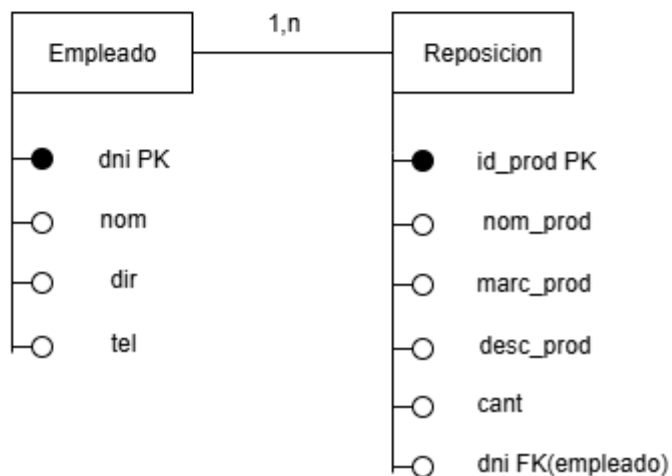 1,n
Empleado
Reposicion
dni PK
nom
dir
tel
id_prod PK
nom_prod
marc_prod
desc_prod
cant
dni FK(empleado)